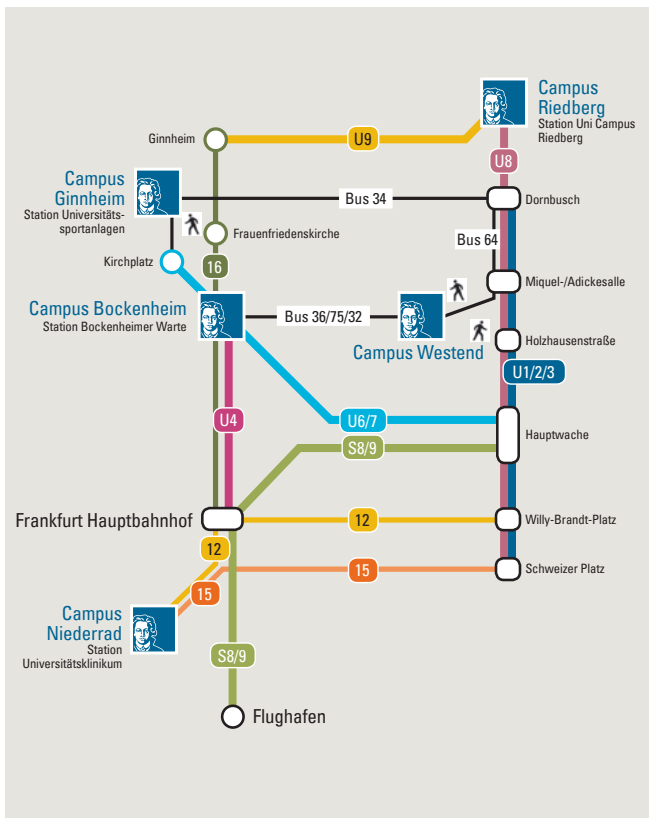 Campus
Riedberg
Station Uni Campus
Riedberg
Ginnheim
U9
U8
Campus
Ginnheim
Station Universitäts-
sportanlagen
Bus 34
Dornbusch
Frauenfriedenskirche
Bus 64
Kirchplatz
16
Miquel-/Adickesalle
Campus Bockenheim
Station Bockenheimer Warte
Bus 36/75/32
Campus Westend
Holzhausenstraße
U1/2/3
U4
U6/7
Hauptwache
S8/9
Frankfurt Hauptbahnhof
12
Willy-Brandt-Platz
12
15
Schweizer Platz
15
Campus
Niederrad
Station
Universitätsklinikum
S8/9
Flughafen